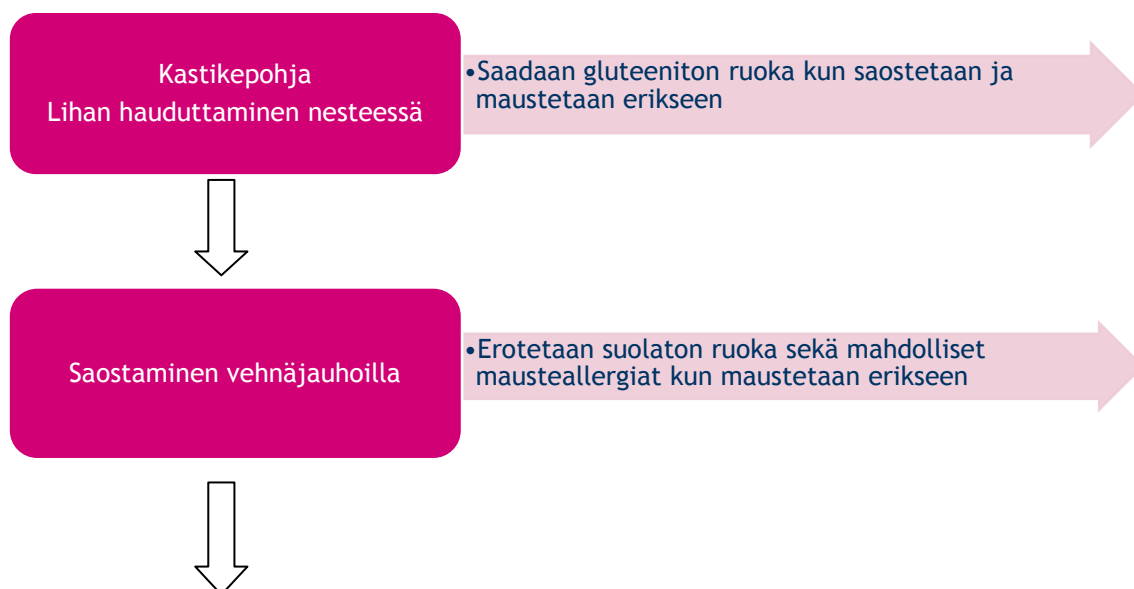 Kastikepohja
Lihan hauduttaminen nesteessä
•Saadaan gluteeniton ruoka kun saostetaan ja
maustetaan erikseen
Saostaminen vehnäjauhoilla
•Erotetaan suolaton ruoka sekä mahdolliset
mausteallergiat kun maustetaan erikseen